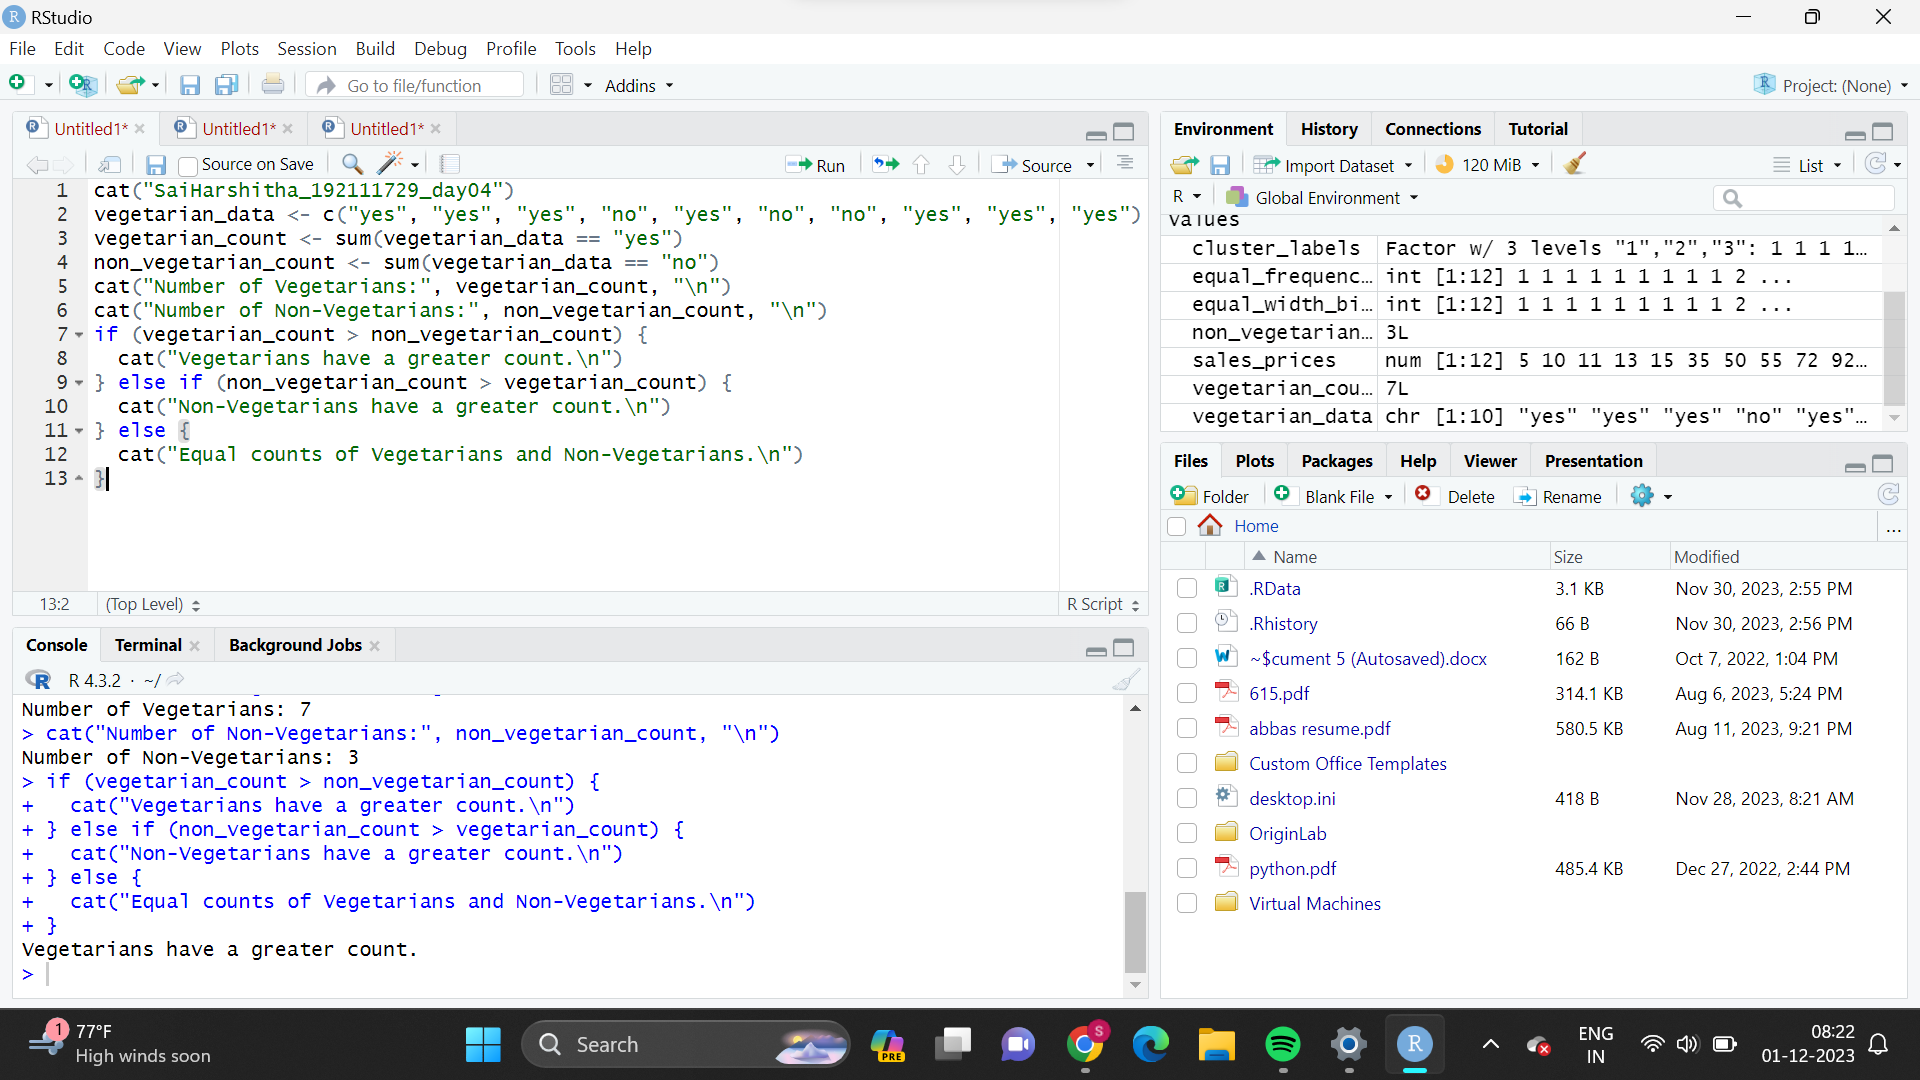 RStudio
File Edit Code View Plots Session Build Debug Profile Tools Help
Go to file/function Addins Project: (None)
Untitled1* Untitled1* Untitled1*
Source on Save Run Source
1 cat("SaiHarshitha_192111729_day04")
2 vegetarian_data <- c("yes", "yes", "yes", "no", "yes", "no", "no", "yes", "yes", "yes")
3 vegetarian_count <- sum(vegetarian_data == "yes")
4 non_vegetarian_count <- sum(vegetarian_data == "no")
5 cat("Number of Vegetarians:", vegetarian_count, "\n")
6 cat("Number of Non-Vegetarians:", non_vegetarian_count, "\n")
7 if (vegetarian_count > non_vegetarian_count) {
8 cat("Vegetarians have a greater count.\n")
9 } else if (non_vegetarian_count > vegetarian_count) {
10 cat("Non-Vegetarians have a greater count.\n")
11 } else {
12 cat("Equal counts of Vegetarians and Non-Vegetarians.\n")
13 }
13:2 (Top Level) R Script
Console Terminal Background Jobs
R 4.3.2 · ~/
Number of Vegetarians: 7
> cat("Number of Non-Vegetarians:", non_vegetarian_count, "\n")
Number of Non-Vegetarians: 3
> if (vegetarian_count > non_vegetarian_count) {
+ cat("Vegetarians have a greater count.\n")
+ } else if (non_vegetarian_count > vegetarian_count) {
+ cat("Non-Vegetarians have a greater count.\n")
+ } else {
+ cat("Equal counts of Vegetarians and Non-Vegetarians.\n")
+ }
Vegetarians have a greater count.
>
Environment History Connections Tutorial
Import Dataset 120 MiB List
R Global Environment
Values
cluster_labels Factor w/ 3 levels "1","2","3": 1 1 1 1...
equal_frequenc... int [1:12] 1 1 1 1 1 1 1 1 1 2 ...
equal_width_bi... int [1:12] 1 1 1 1 1 1 1 1 1 2 ...
non_vegetarian... 3L
sales_prices num [1:12] 5 10 11 13 15 35 50 55 72 92...
vegetarian_cou... 7L
vegetarian_data chr [1:10] "yes" "yes" "yes" "no" "yes"...
Files Plots Packages Help Viewer Presentation
Folder Blank File Delete Rename
Home ...
Name Size Modified
.RData 3.1 KB Nov 30, 2023, 2:55 PM
.Rhistory 66 B Nov 30, 2023, 2:56 PM
~$cument 5 (Autosaved).docx 162 B Oct 7, 2022, 1:04 PM
615.pdf 314.1 KB Aug 6, 2023, 5:24 PM
abbas resume.pdf 580.5 KB Aug 11, 2023, 9:21 PM
Custom Office Templates
desktop.ini 418 B Nov 28, 2023, 8:21 AM
OriginLab
python.pdf 485.4 KB Dec 27, 2022, 2:44 PM
Virtual Machines
1 77°F
High winds soon
Search
PRE
S
R
ENG
IN
08:22
01-12-2023